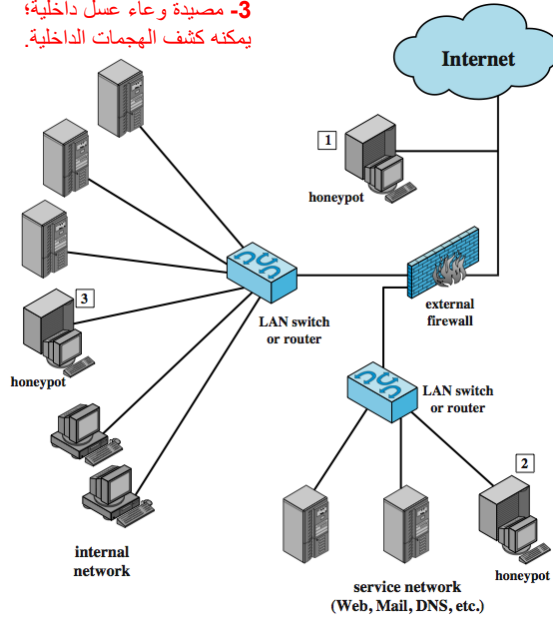 3- مصيدة وعاء عسل داخلية؛
يمكنه كشف الهجمات الداخلية.
Internet
1
honeypot
external
firewall
LAN switch
or router
3
honeypot
LAN switch
or router
2
honeypot
internal
network
service network
(Web, Mail, DNS, etc.)